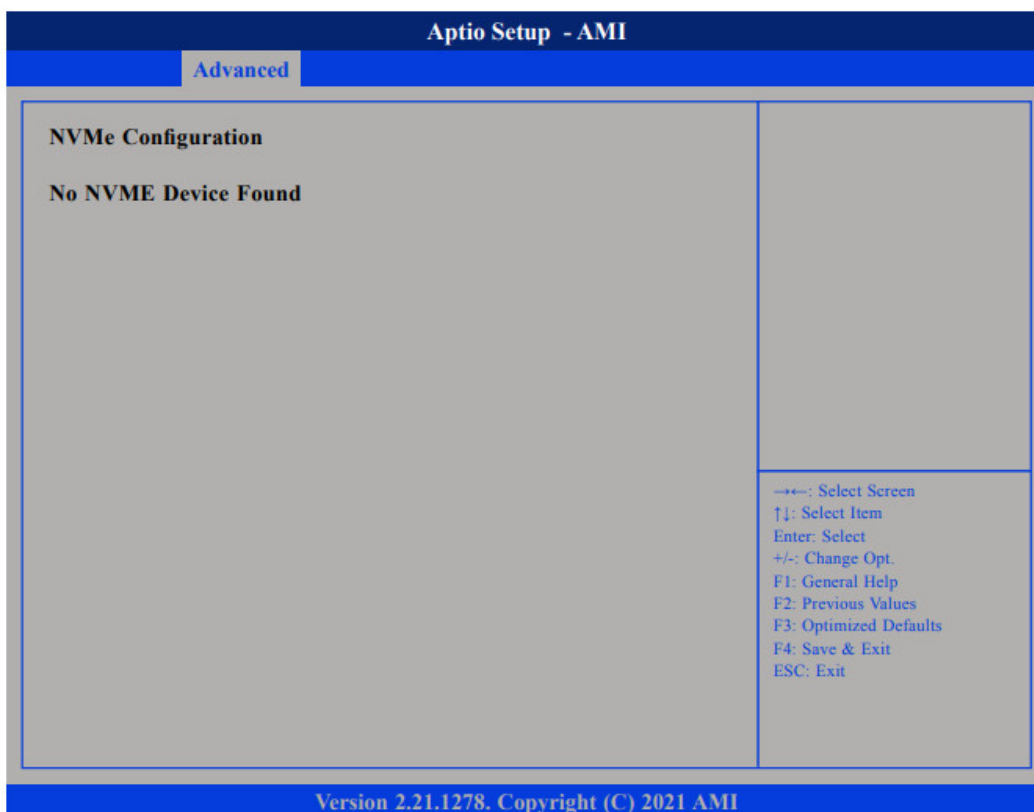 Aptio Setup - AMI
Advanced
NVMe Configuration
No NVME Device Found
→←: Select Screen
↑↓: Select Item
Enter: Select
+/-: Change Opt.
F1: General Help
F2: Previous Values
F3: Optimized Defaults
F4: Save & Exit
ESC: Exit
Version 2.21.1278. Copyright (C) 2021 AMI